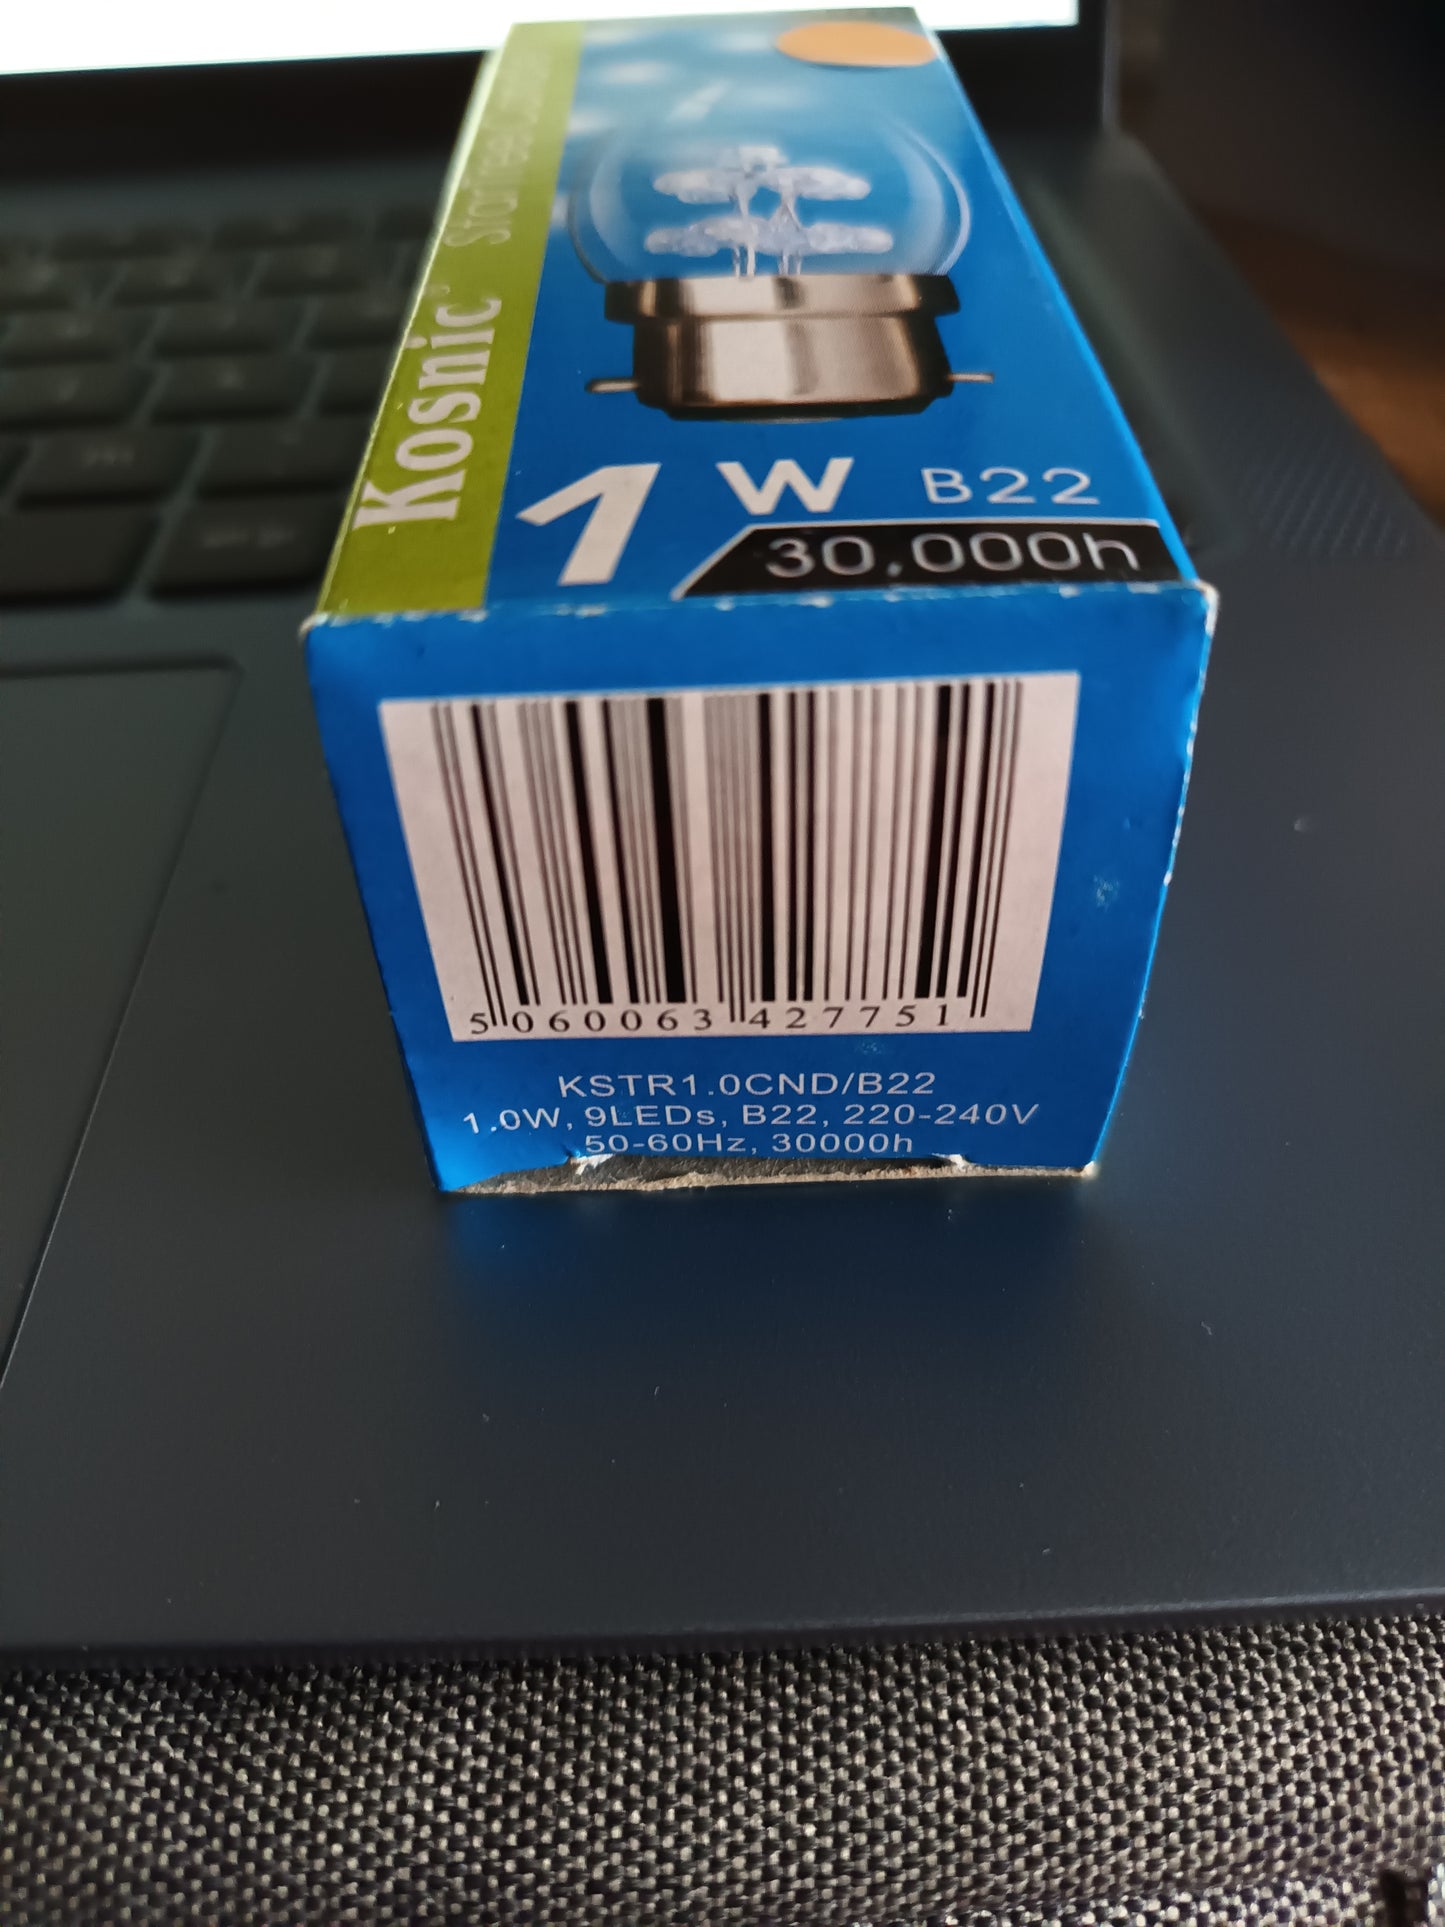 Kosnic
1 W B22
30,000h
5 060063 427751
KSTR1.0CND/B22
1.0W, 9LEDs, B22, 220-240V
50-60Hz, 30000h